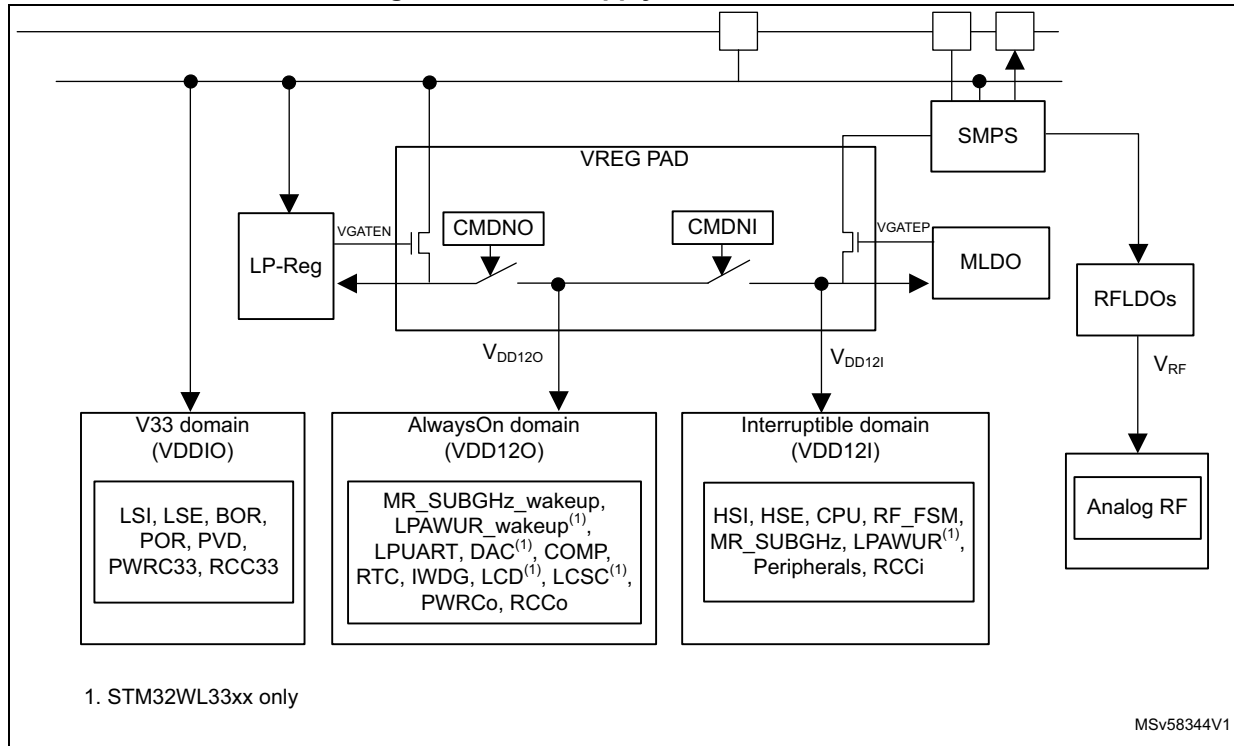 SMPS
VREG PAD
LP-Reg
VGATEN
CMDNO
CMDNI
VGATEP
MLDO
RFLDOs
VDD12O
VDD12I
VRF
V33 domain
(VDDIO)
LSI, LSE, BOR,
POR, PVD,
PWRC33, RCC33
AlwaysOn domain
(VDD12O)
MR_SUBGHz_wakeup,
LPAWUR_wakeup(1),
LPUART, DAC(1), COMP,
RTC, IWDG, LCD(1), LCSC(1),
PWRCo, RCCo
Interruptible domain
(VDD12I)
HSI, HSE, CPU, RF_FSM,
MR_SUBGHz, LPAWUR(1),
Peripherals, RCCi
Analog RF
1. STM32WL33xx only
MSv58344V1